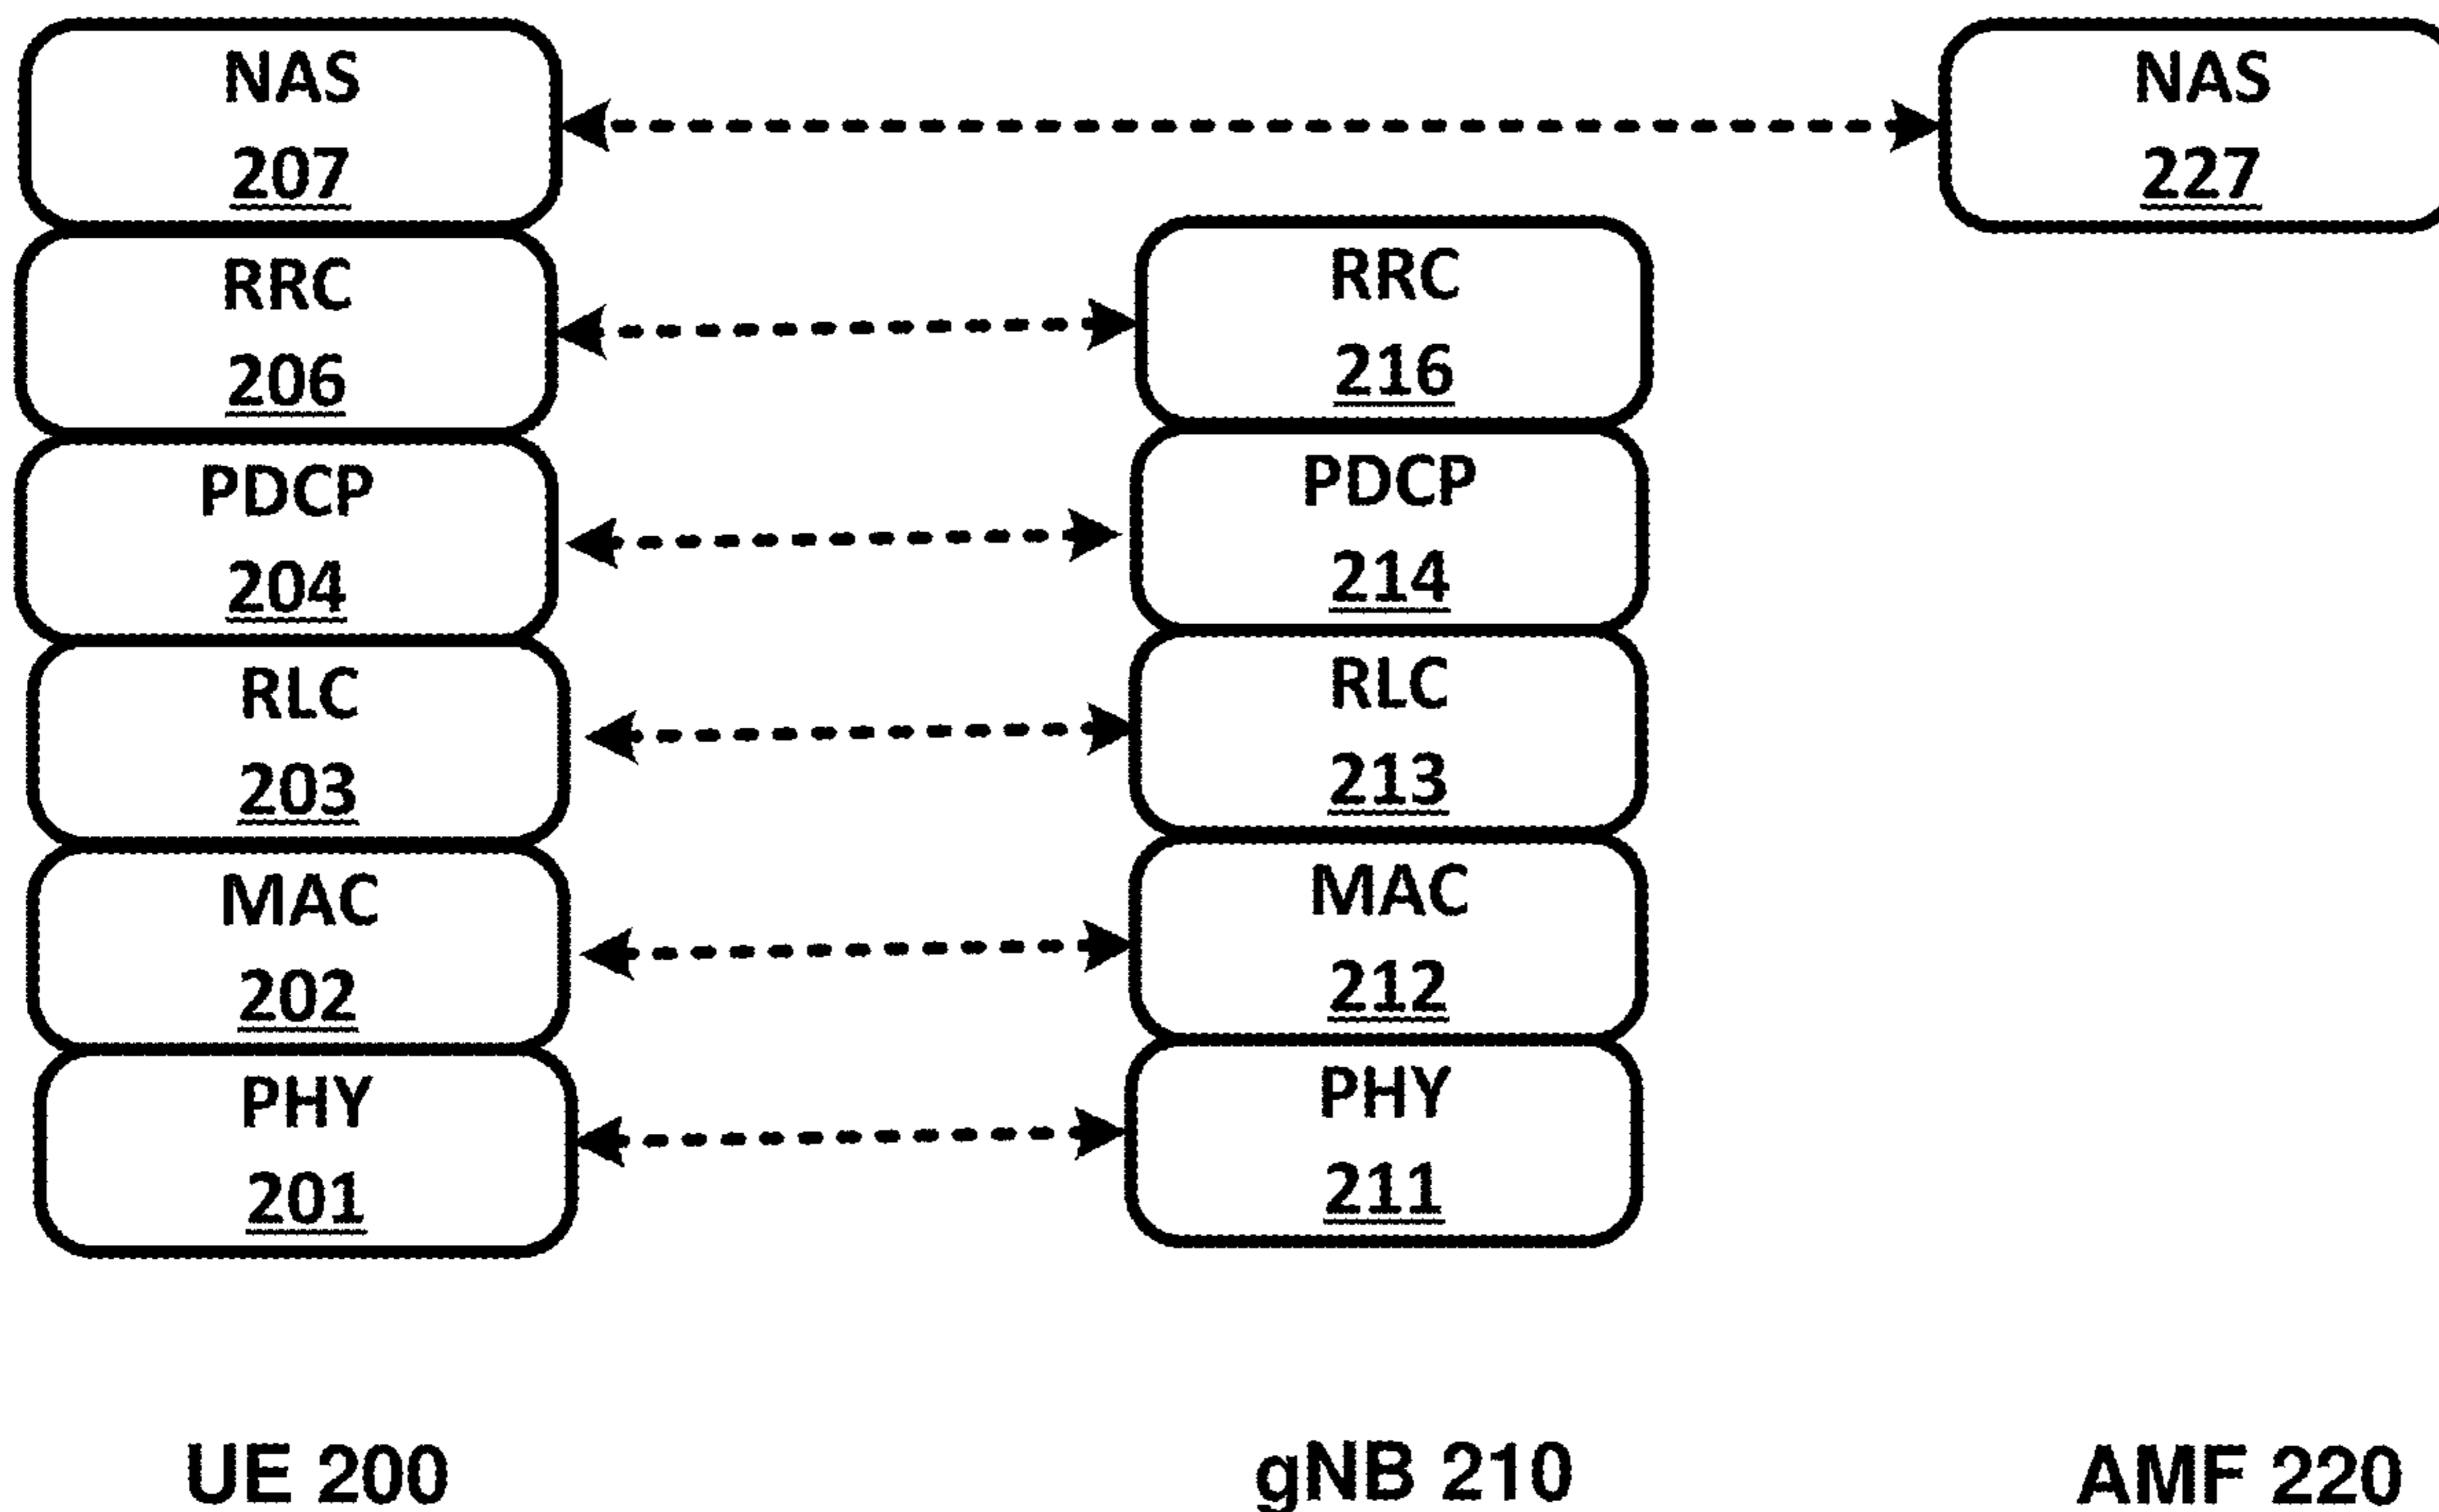 NAS
207
NAS
227
RRC
206
RRC
216
PDCP
204
PDCP
214
RLC
203
RLC
213
MAC
202
MAC
212
PHY
201
PHY
211
UE 200
gNB 210
AMF 220